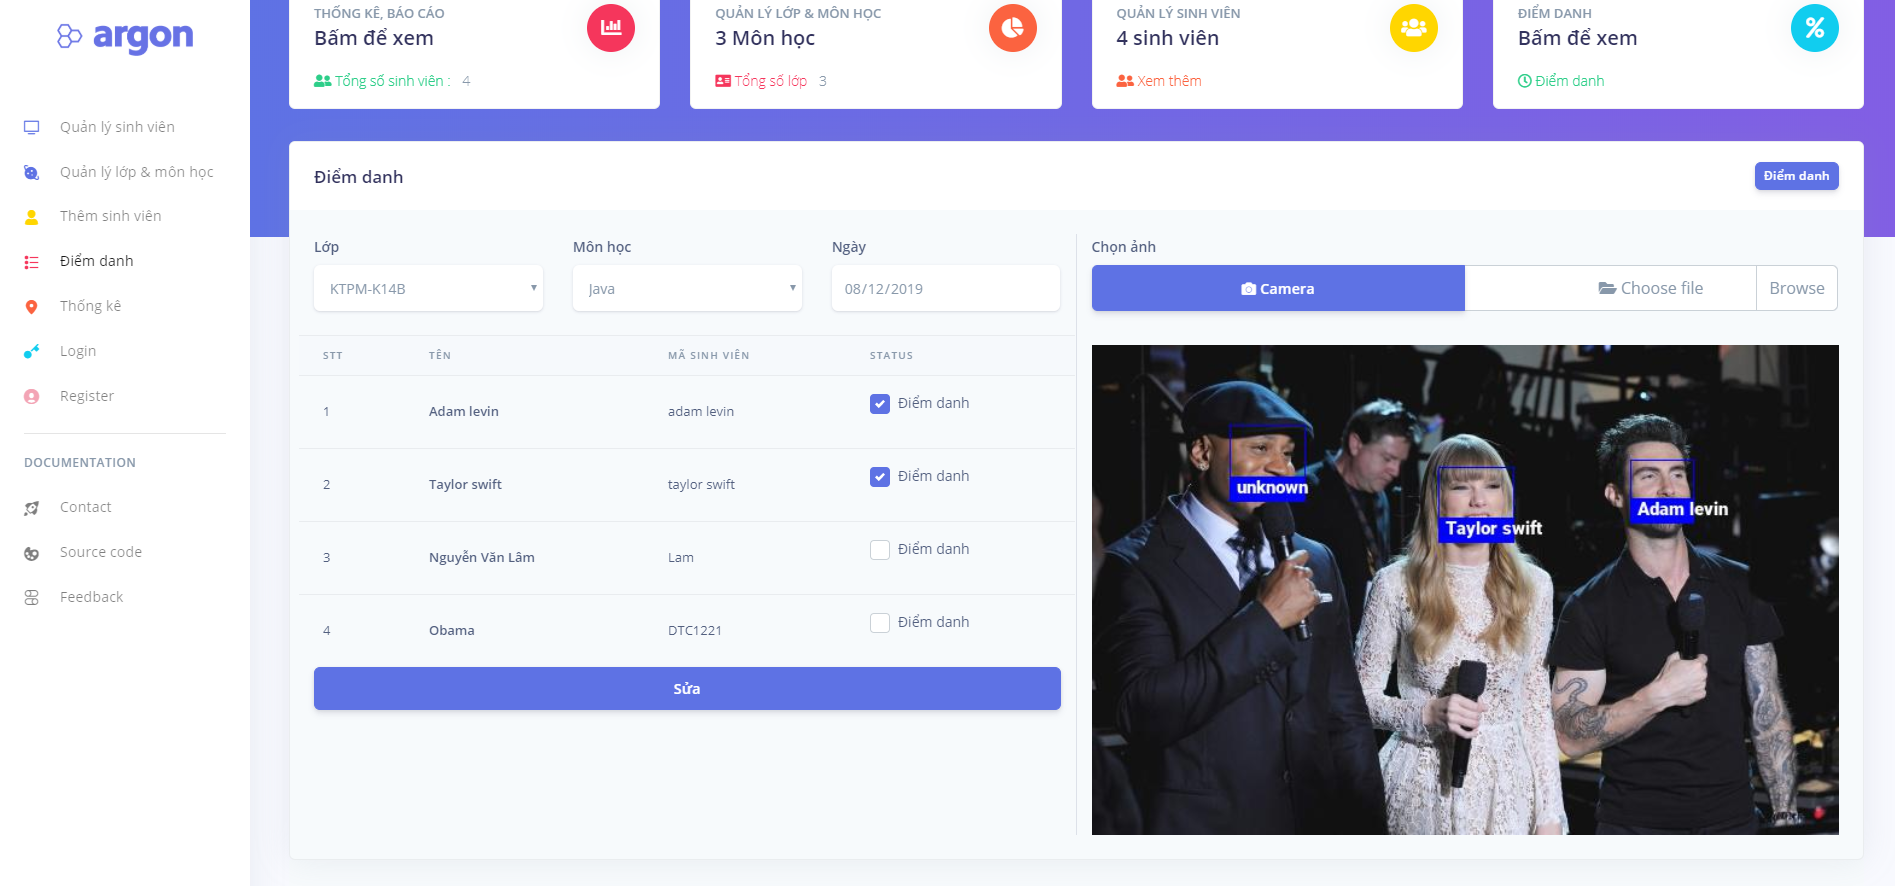 argon
Quản lý sinh viên
Quản lý lớp & môn học
Thêm sinh viên
Điểm danh
Thống kê
Login
Register
DOCUMENTATION
Contact
Source code
Feedback
THỐNG KÊ, BÁO CÁO
Bấm để xem
Tổng số sinh viên : 4
QUẢN LÝ LỚP & MÔN HỌC
3 Môn học
Tổng số lớp 3
QUẢN LÝ SINH VIÊN
4 sinh viên
Xem thêm
ĐIỂM DANH
Bấm để xem
Điểm danh
Điểm danh
Điểm danh
Lớp Môn học Ngày
KTPM-K14B Java 08/12/2019
STT TÊN MÃ SINH VIÊN STATUS
1 Adam levin adam levin Điểm danh
2 Taylor swift taylor swift Điểm danh
3 Nguyễn Văn Lâm Lam Điểm danh
4 Obama DTC1221 Điểm danh
Sửa
Chọn ảnh
Camera Choose file Browse
unknown
Taylor swift
Adam levin